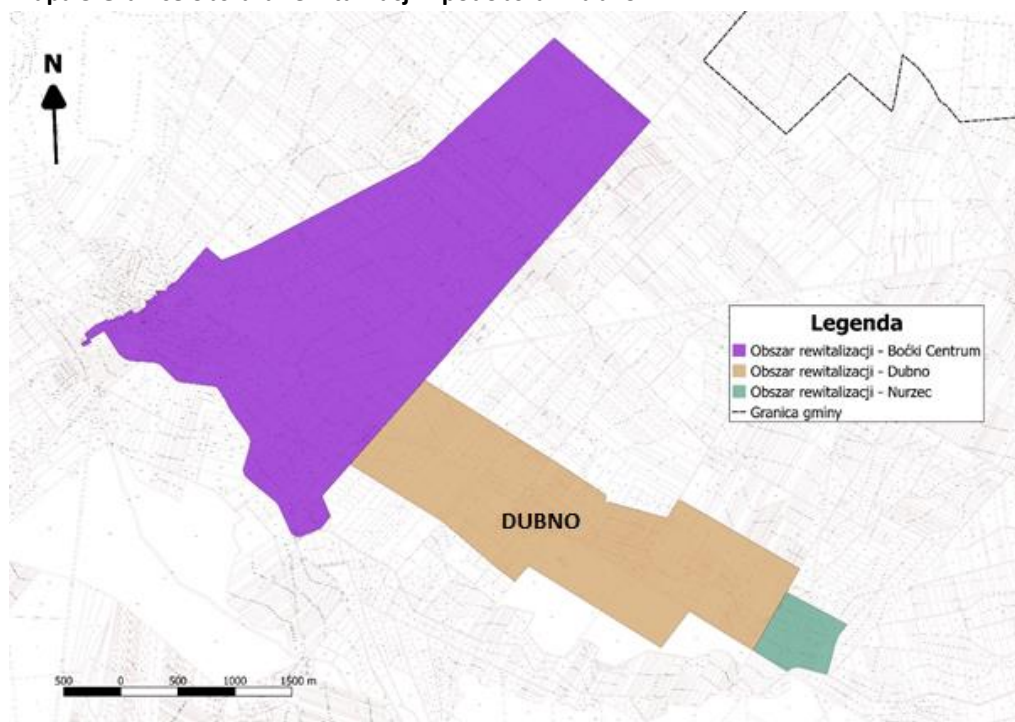 N
Legenda
Obszar rewitalizacji - Boćki Centrum
Obszar rewitalizacji - Dubno
Obszar rewitalizacji - Nurzec
Granica gminy
DUBNO
500 0 500 1000 1500 m